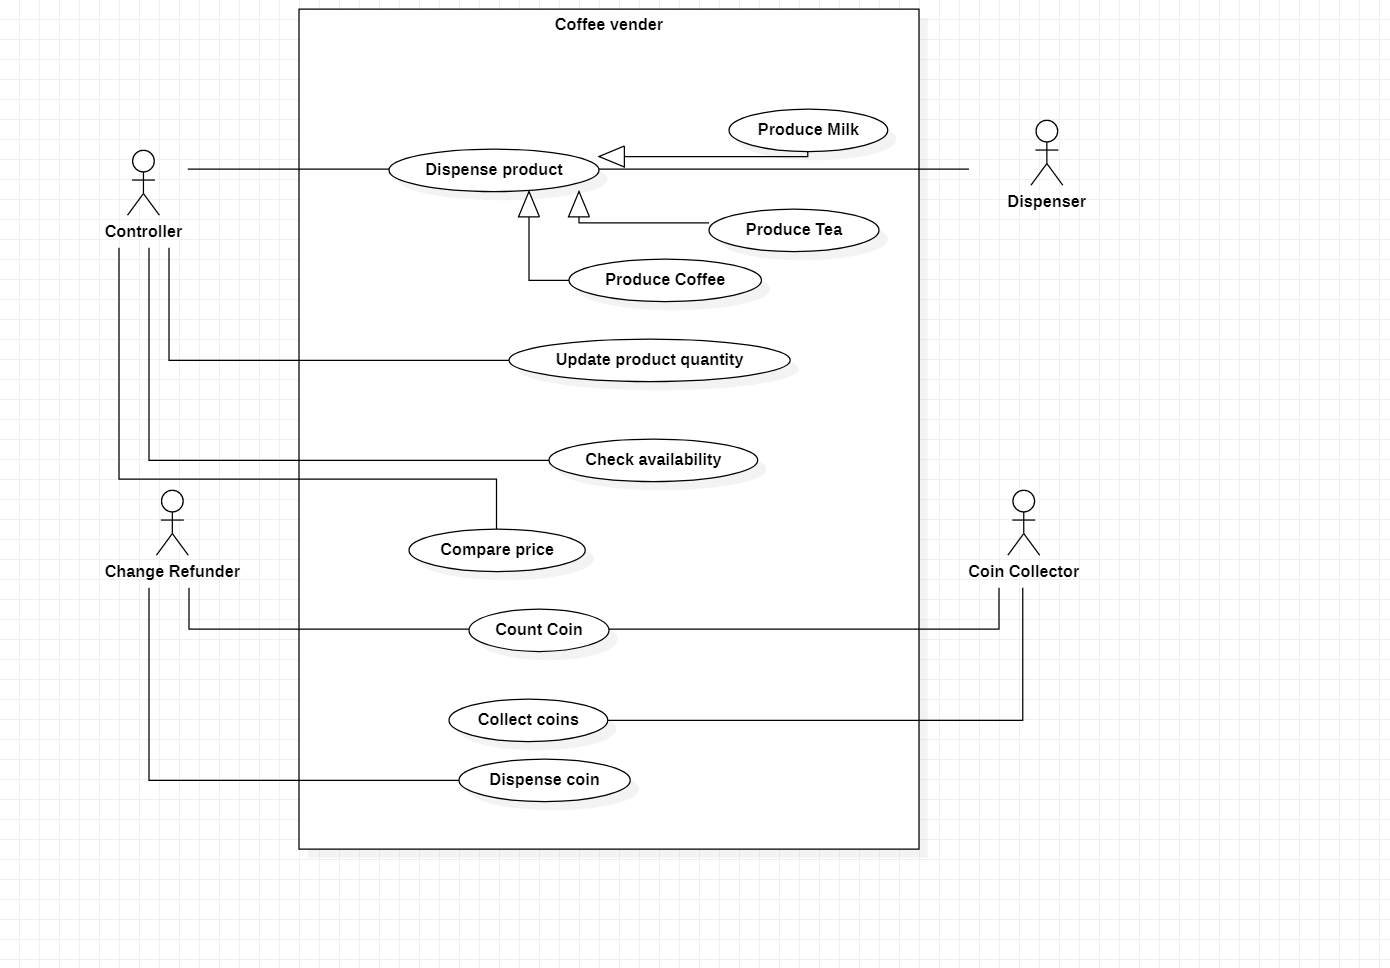 Coffee vender
Produce Milk
Dispense product
Dispenser
Controller
Produce Tea
Produce Coffee
Update product quantity
Check availability
Compare price
Change Refunder
Coin Collector
Count Coin
Collect coins
Dispense coin